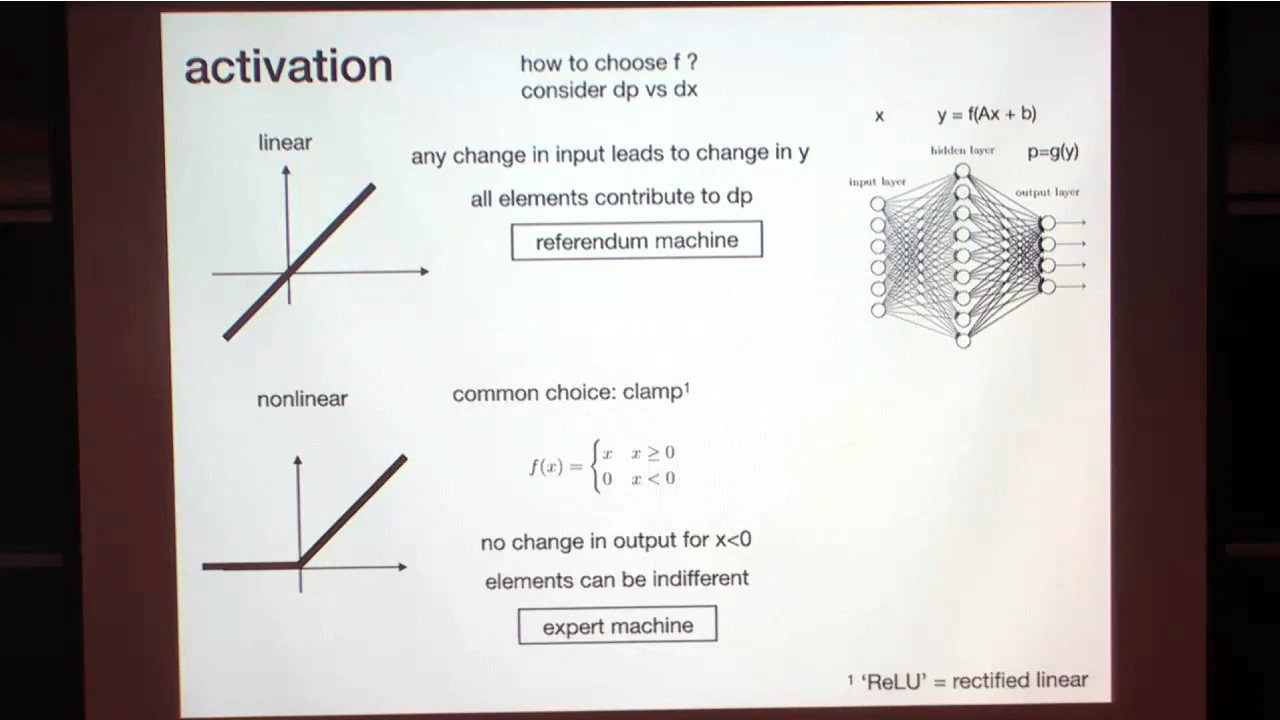 activation
how to choose f ?
consider dp vs dx
linear
any change in input leads to change in y
all elements contribute to dp
referendum machine
x
y = f(Ax + b)
hidden layer
p=g(y)
input layer
output layer
nonlinear
common choice: clamp¹
f(x) = { x x ≥ 0
0 x < 0
no change in output for x<0
elements can be indifferent
expert machine
¹ 'ReLU' = rectified linear